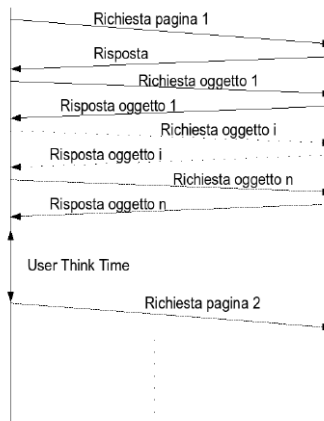 Richiesta pagina 1
Risposta
Richiesta oggetto 1
Risposta oggetto 1
Richiesta oggetto i
Risposta oggetto i
Richiesta oggetto n
Risposta oggetto n
User Think Time
Richiesta pagina 2